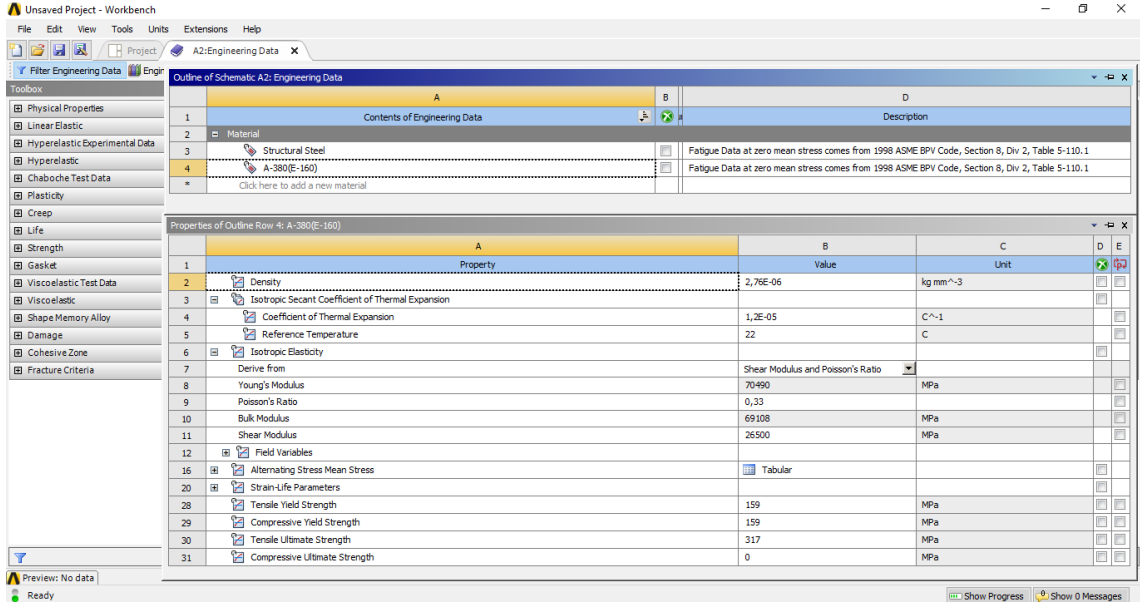 Unsaved Project - Workbench
File Edit View Tools Units Extensions Help
Project A2:Engineering Data
Filter Engineering Data Engin
Toolbox
Physical Properties
Linear Elastic
Hyperelastic Experimental Data
Hyperelastic
Chaboche Test Data
Plasticity
Creep
Life
Strength
Gasket
Viscoelastic Test Data
Viscoelastic
Shape Memory Alloy
Damage
Cohesive Zone
Fracture Criteria
Outline of Schematic A2: Engineering Data
A B D
1 Contents of Engineering Data Description
2 Material
3 Structural Steel Fatigue Data at zero mean stress comes from 1998 ASME BPV Code, Section 8, Div 2, Table 5-110.1
4 A-380(E-160) Fatigue Data at zero mean stress comes from 1998 ASME BPV Code, Section 8, Div 2, Table 5-110.1
* Click here to add a new material
Properties of Outline Row 4: A-380(E-160)
A B C D E
1 Property Value Unit
2 Density 2,76E-06 kg mm^-3
3 Isotropic Secant Coefficient of Thermal Expansion
4 Coefficient of Thermal Expansion 1,2E-05 C^-1
5 Reference Temperature 22 C
6 Isotropic Elasticity
7 Derive from Shear Modulus and Poisson's Ratio
8 Young's Modulus 70490 MPa
9 Poisson's Ratio 0,33
10 Bulk Modulus 69108 MPa
11 Shear Modulus 26500 MPa
12 Field Variables
16 Alternating Stress Mean Stress Tabular
20 Strain-Life Parameters
28 Tensile Yield Strength 159 MPa
29 Compressive Yield Strength 159 MPa
30 Tensile Ultimate Strength 317 MPa
31 Compressive Ultimate Strength 0 MPa
Preview: No data
Ready Show Progress Show 0 Messages